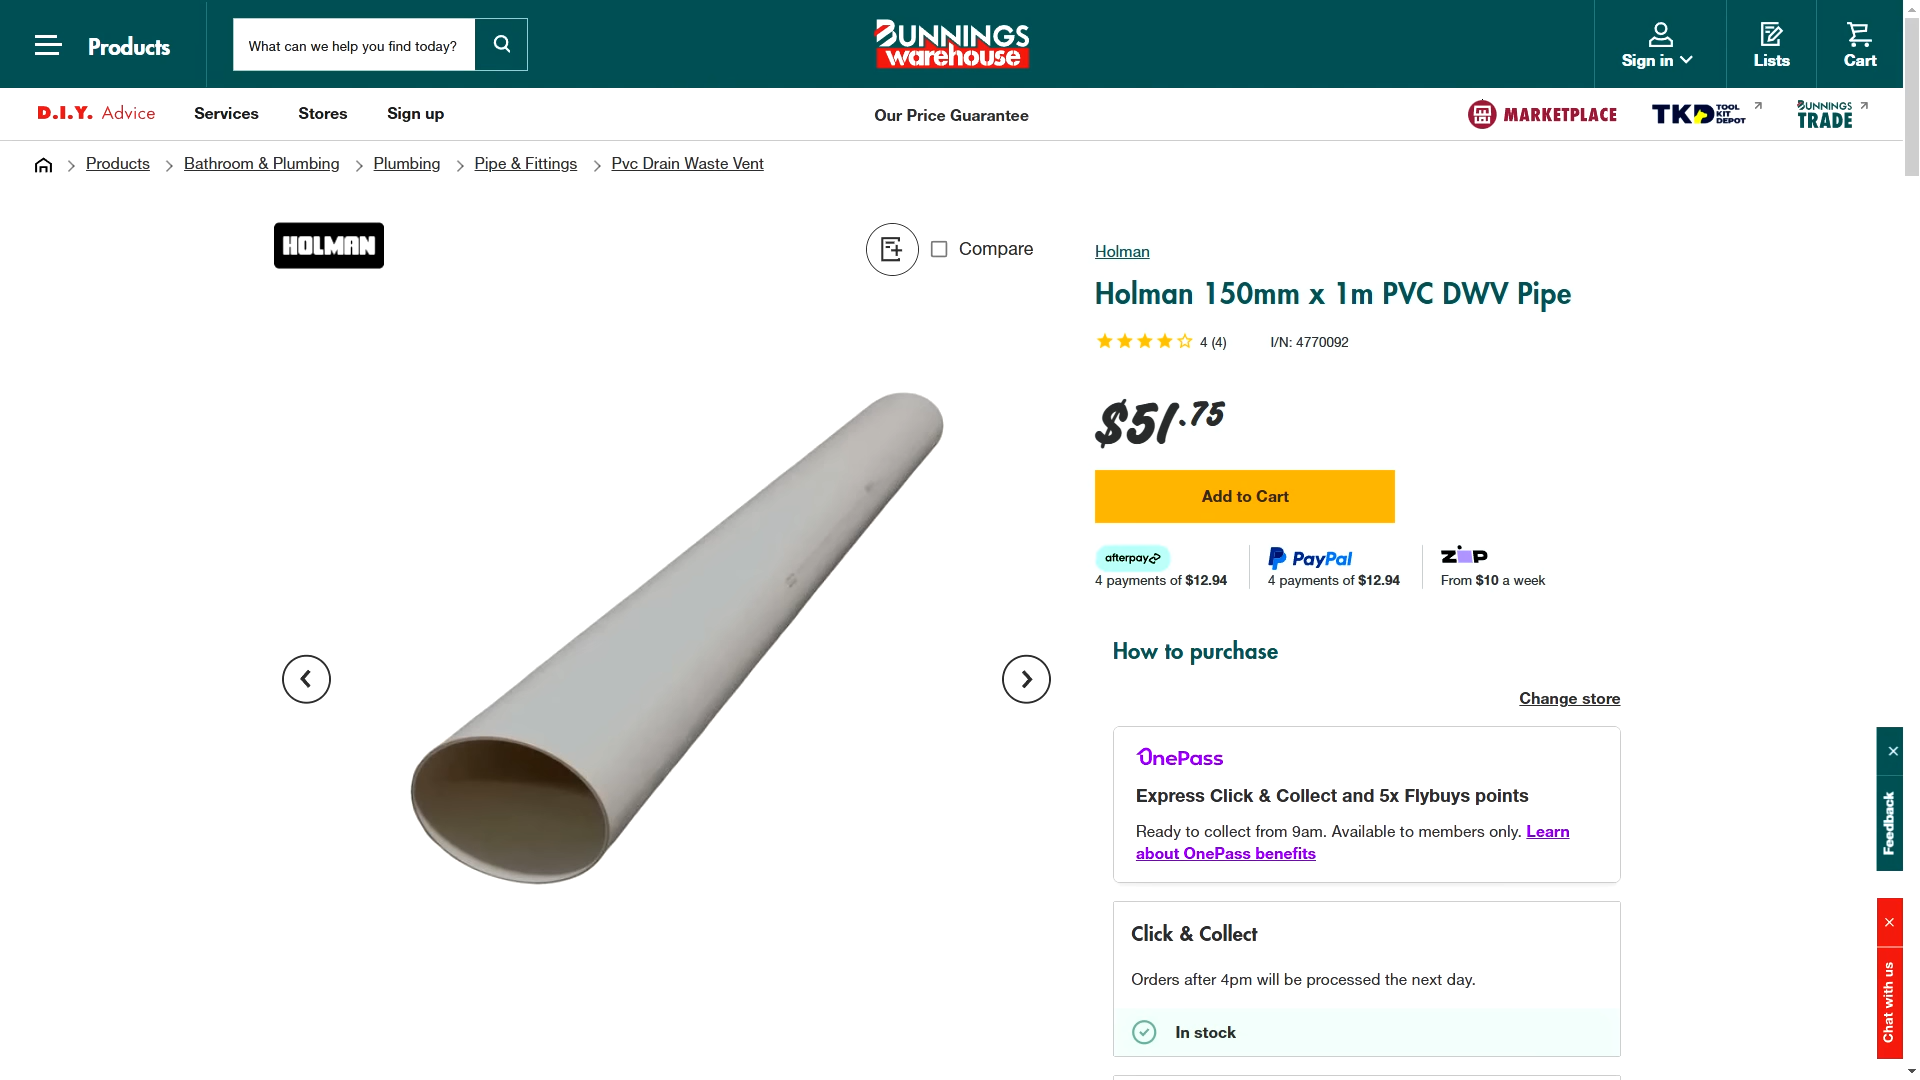 Products
What can we help you find today?
BUNNINGS
warehouse
Sign in
Lists
Cart
D.I.Y. Advice
Services
Stores
Sign up
Our Price Guarantee
MARKETPLACE
TKD TOOL KIT DEPOT
BUNNINGS
TRADE
Products
Bathroom & Plumbing
Plumbing
Pipe & Fittings
Pvc Drain Waste Vent
HOLMAN
Compare
Holman
Holman 150mm x 1m PVC DWV Pipe
4 (4)
I/N: 4770092
$51.75
Add to Cart
afterpay
4 payments of $12.94
PayPal
4 payments of $12.94
zip
From $10 a week
How to purchase
Change store
OnePass
Express Click & Collect and 5x Flybuys points
Ready to collect from 9am. Available to members only. Learn
about OnePass benefits
Click & Collect
Orders after 4pm will be processed the next day.
In stock
Feedback
Chat with us